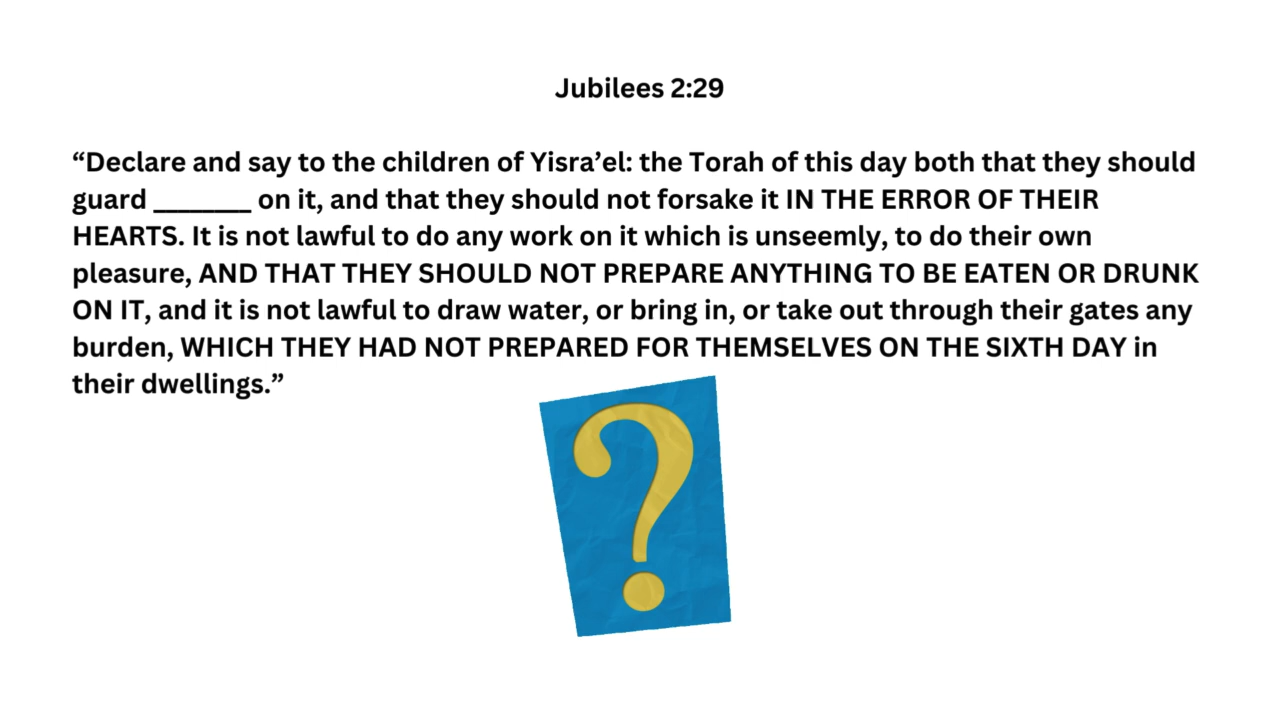 Jubilees 2:29
“Declare and say to the children of Yisra’el: the Torah of this day both that they should
guard ________ on it, and that they should not forsake it IN THE ERROR OF THEIR
HEARTS. It is not lawful to do any work on it which is unseemly, to do their own
pleasure, AND THAT THEY SHOULD NOT PREPARE ANYTHING TO BE EATEN OR DRUNK
ON IT, and it is not lawful to draw water, or bring in, or take out through their gates any
burden, WHICH THEY HAD NOT PREPARED FOR THEMSELVES ON THE SIXTH DAY in
their dwellings.”
?